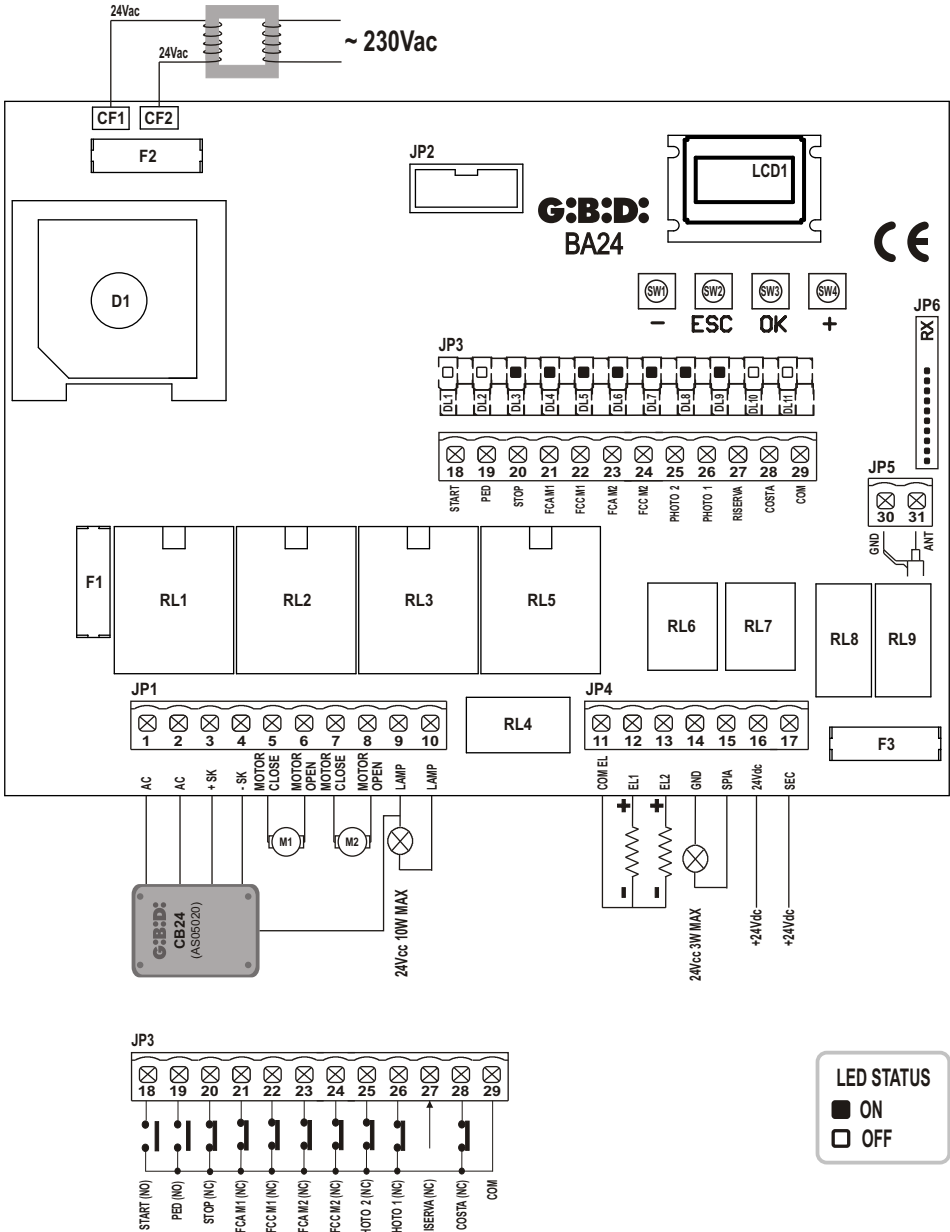 24Vac
24Vac
~ 230Vac
CF1 CF2
F2
JP2
LCD1
G:B:D:
BA24
CE
D1
SW1 SW2 SW3 SW4
- ESC OK +
JP6
RX
JP3
DL1 DL2 DL3 DL4 DL5 DL6 DL7 DL8 DL9 DL10 DL11
18 19 20 21 22 23 24 25 26 27 28 29
START PED STOP FCA M1 FCC M1 FCA M2 FCC M2 PHOTO 2 PHOTO 1 RISERVA COSTA COM
JP5
30 31
GND ANT
F1
RL1 RL2 RL3 RL5
RL6 RL7 RL8 RL9
JP1
1 2 3 4 5 6 7 8 9 10
AC AC + SK - SK MOTOR CLOSE MOTOR OPEN MOTOR CLOSE MOTOR OPEN LAMP LAMP
RL4
JP4
11 12 13 14 15 16 17
COM EL EL1 EL2 GND SPIA 24Vdc SEC
F3
M1 M2
+ +
- -
G:B:D:
CB24
(AS05020)
24Vcc 10W MAX
24Vcc 3W MAX
+24Vdc
+24Vdc
JP3
18 19 20 21 22 23 24 25 26 27 28 29
START (NO) PED (NO) STOP (NC) FCA M1 (NC) FCC M1 (NC) FCA M2 (NC) FCC M2 (NC) HOTO 2 (NC) HOTO 1 (NC) ISERVA (NC) COSTA (NC) COM
LED STATUS
ON
OFF